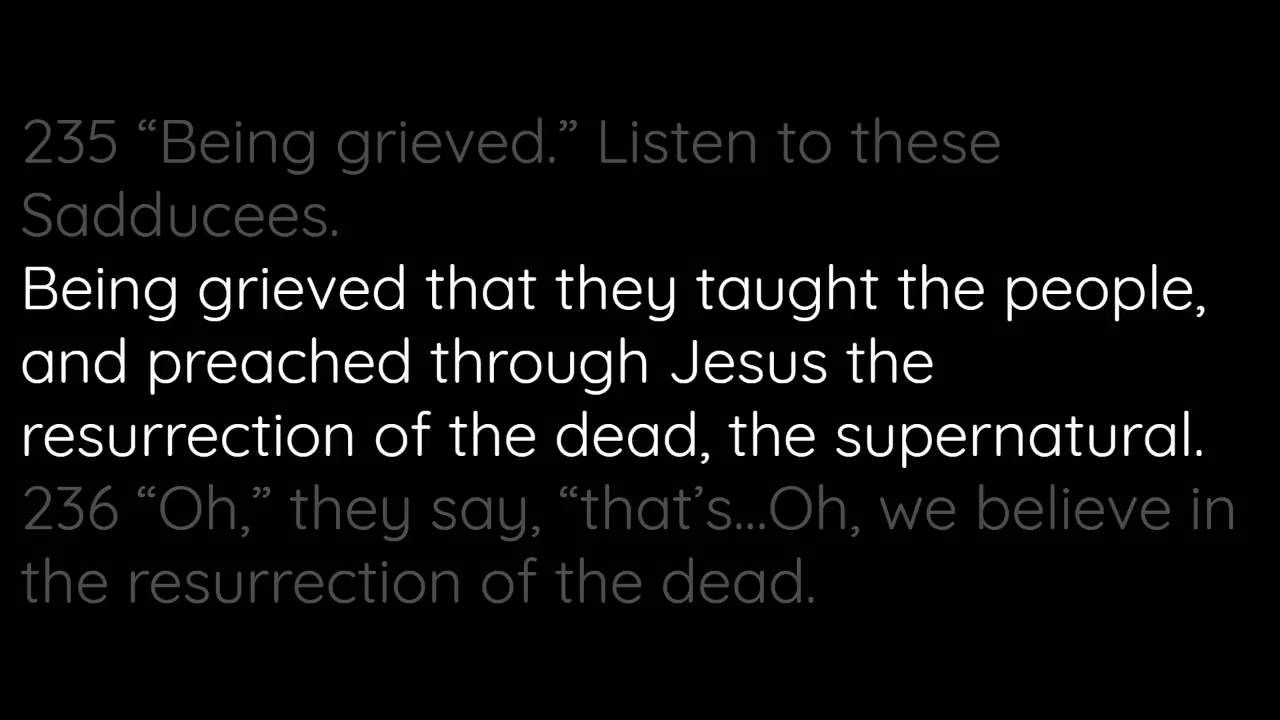 235 “Being grieved.” Listen to these
Sadducees.
Being grieved that they taught the people,
and preached through Jesus the
resurrection of the dead, the supernatural.
236 “Oh,” they say, “that’s...Oh, we believe in
the resurrection of the dead.